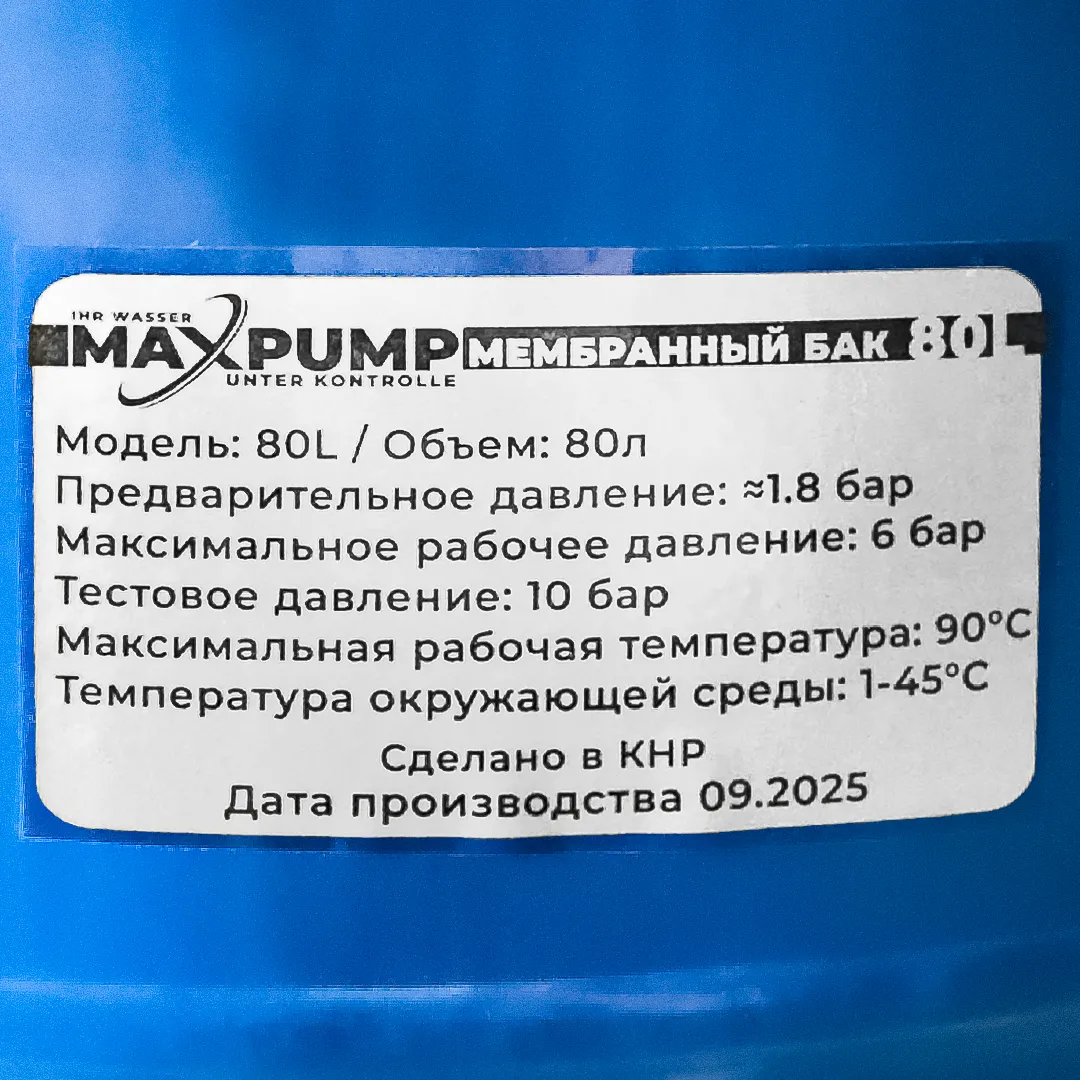 IHR WASSER
MAXPUMP МЕМБРАННЫЙ БАК 80L
UNTER KONTROLLE
Модель: 80L / Объем: 80л
Предварительное давление: ≈1.8 бар
Максимальное рабочее давление: 6 бар
Тестовое давление: 10 бар
Максимальная рабочая температура: 90°C
Температура окружающей среды: 1-45°C
Сделано в КНР
Дата производства 09.2025